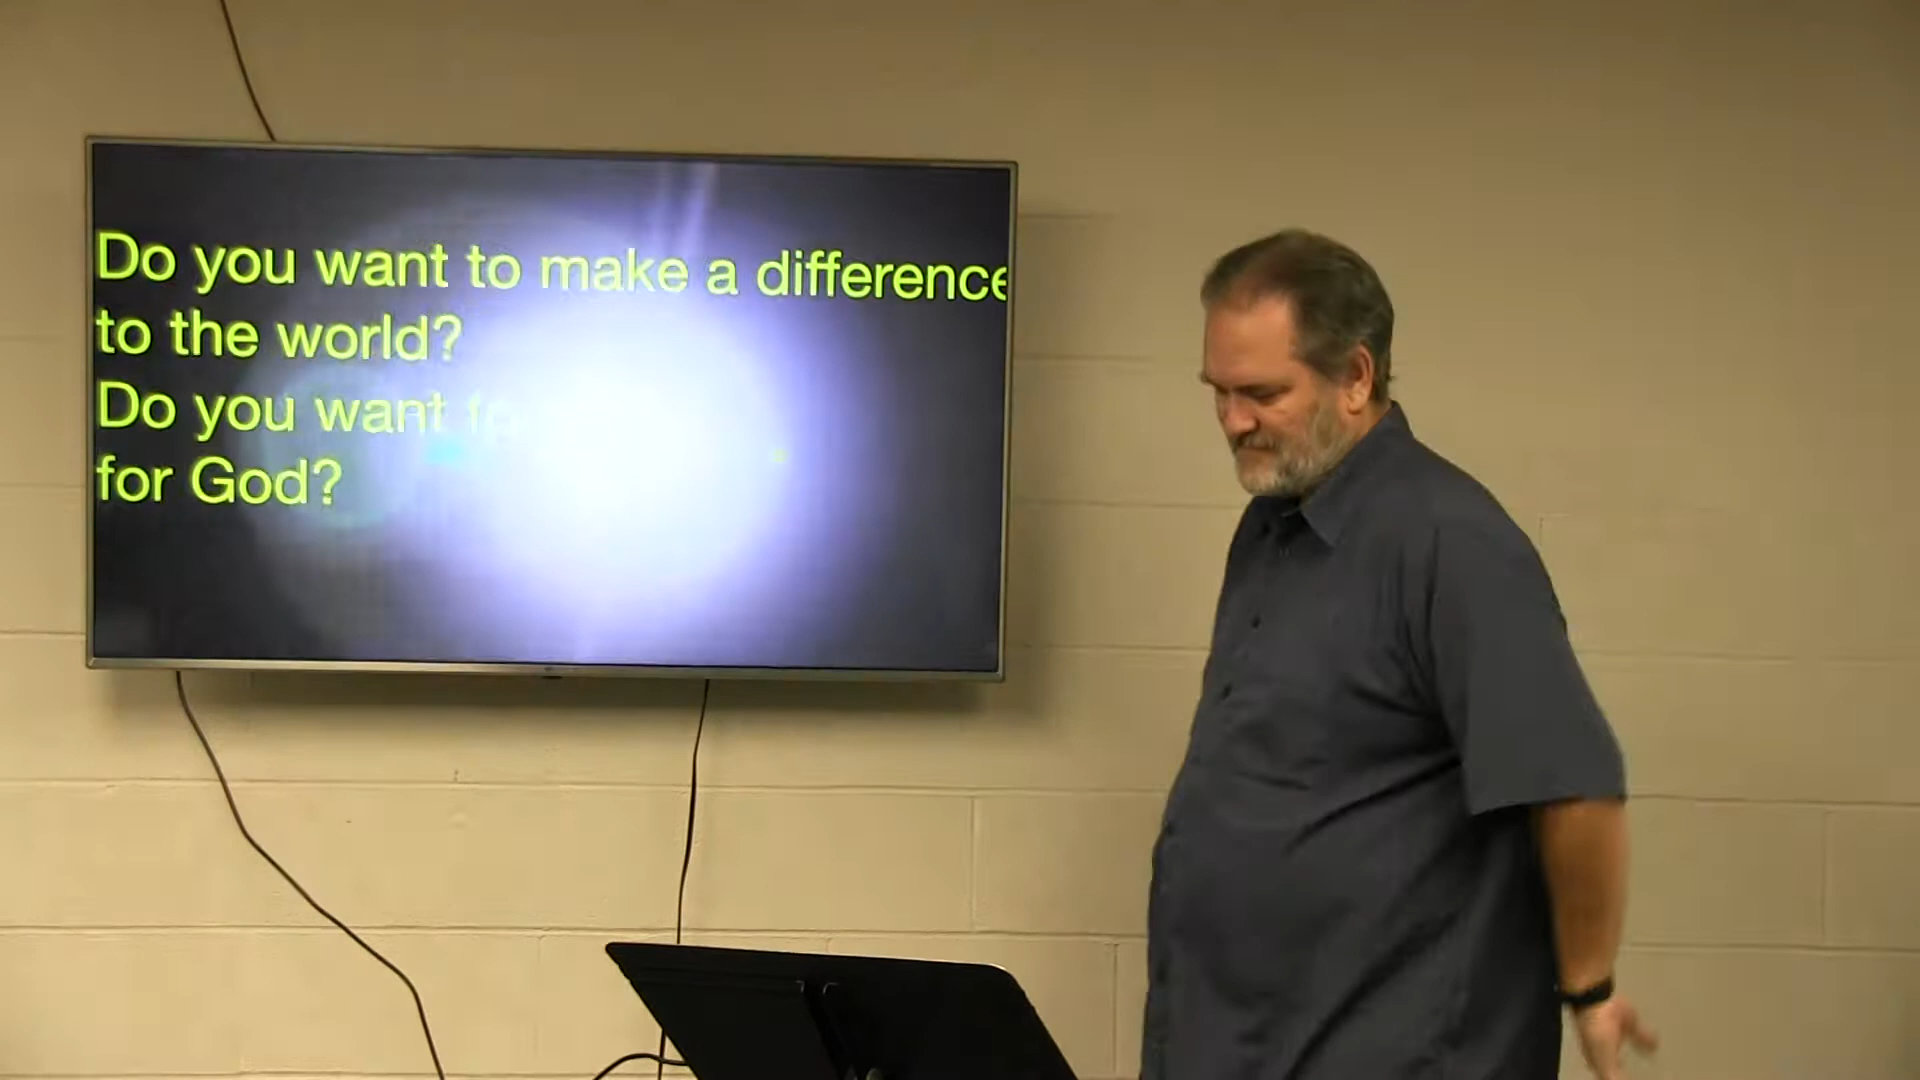 Do you want to make a difference
to the world?
Do you want
for God?